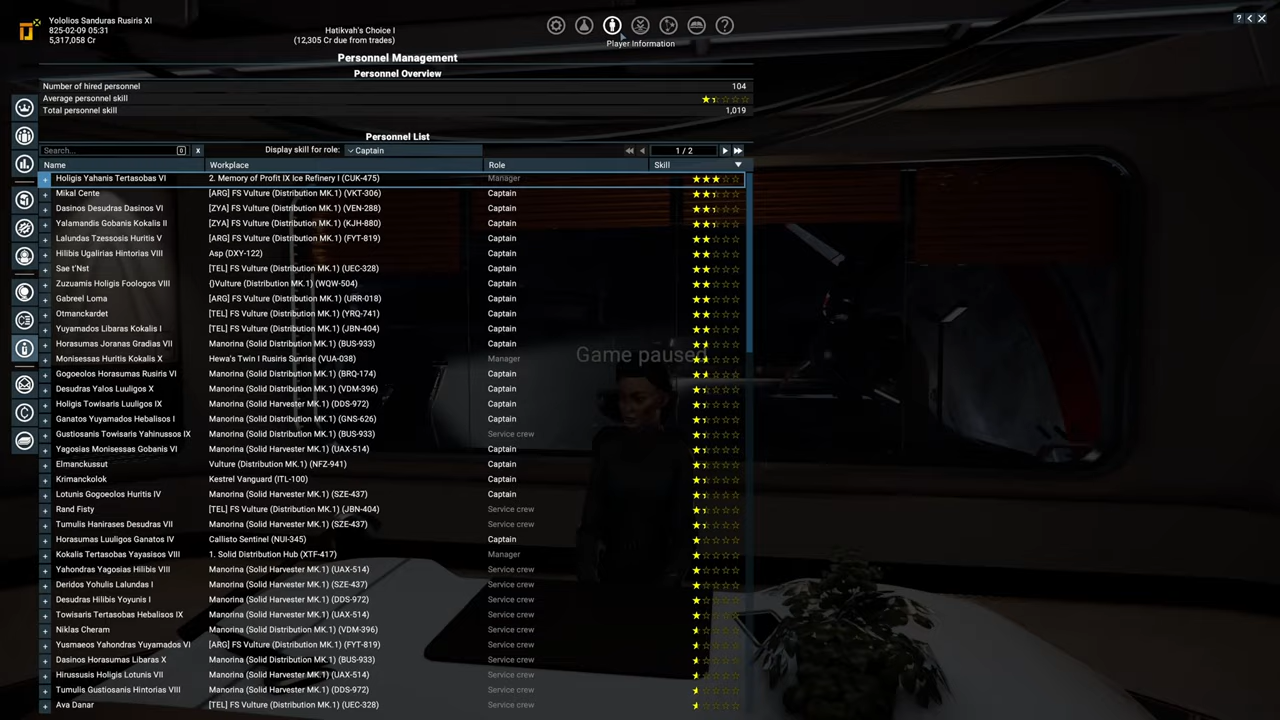 Yololios Sanduras Rusiris XI
825-02-09 05:31
5,317,058 Cr
Hatikvah's Choice I
(12,305 Cr due from trades)
Player Information
? < X
Personnel Management
Personnel Overview
Number of hired personnel 104
Average personnel skill
Total personnel skill 1,019
Personnel List
Search... 0 x Display skill for role: Captain 1 / 2
Name Workplace Role Skill
+ Holigis Yahanis Tertasobas VI 2. Memory of Profit IX Ice Refinery I (CUK-475) Manager
+ Mikal Cente [ARG] FS Vulture (Distribution MK.1) (VKT-306) Captain
+ Dasinos Desudras Dasinos VI [ZYA] FS Vulture (Distribution MK.1) (VEN-288) Captain
+ Yalamandis Gobanis Kokalis II [ZYA] FS Vulture (Distribution MK.1) (KJH-880) Captain
+ Lalundas Tzessosis Huritis V [ARG] FS Vulture (Distribution MK.1) (FYT-819) Captain
+ Hilibis Ugalirias Hintorias VIII Asp (DXY-122) Captain
+ Sae t'Nst [TEL] FS Vulture (Distribution MK.1) (UEC-328) Captain
+ Zuzuamis Holigis Foologos VIII ()Vulture (Distribution MK.1) (WQW-504) Captain
+ Gabreel Loma [ARG] FS Vulture (Distribution MK.1) (URR-018) Captain
+ Otmanckardet [TEL] FS Vulture (Distribution MK.1) (YRQ-741) Captain
+ Yuyamados Libaras Kokalis I [TEL] FS Vulture (Distribution MK.1) (JBN-404) Captain
+ Horasumas Joranas Gradias VII Manorina (Solid Distribution MK.1) (BUS-933) Captain
+ Monisessas Huritis Kokalis X Hewa's Twin I Rusiris Sunrise (VUA-038) Manager
Game paused
+ Gogoeolos Horasumas Rusiris VI Manorina (Solid Distribution MK.1) (BRQ-174) Captain
+ Desudras Yalos Luuligos X Manorina (Solid Distribution MK.1) (VDM-396) Captain
+ Holigis Towisaris Luuligos IX Manorina (Solid Harvester MK.1) (DDS-972) Captain
+ Ganatos Yuyamados Hebalisos I Manorina (Solid Distribution MK.1) (GNS-626) Captain
+ Gustiosanis Towisaris Yahinussos IX Manorina (Solid Distribution MK.1) (BUS-933) Service crew
+ Yagosias Monisessas Gobanis VI Manorina (Solid Harvester MK.1) (UAX-514) Captain
+ Elmanckussut Vulture (Distribution MK.1) (NFZ-941) Captain
+ Krimanckolok Kestrel Vanguard (ITL-100) Captain
+ Lotunis Gogoeolos Huritis IV Manorina (Solid Harvester MK.1) (SZE-437) Captain
+ Rand Fisty [TEL] FS Vulture (Distribution MK.1) (JBN-404) Service crew
+ Tumulis Hanirases Desudras VII Manorina (Solid Harvester MK.1) (SZE-437) Service crew
+ Horasumas Luuligos Ganatos IV Callisto Sentinel (NUI-345) Captain
+ Kokalis Tertasobas Yayasisos VIII 1. Solid Distribution Hub (XTF-417) Manager
+ Yahondras Yagosias Hilibis VIII Manorina (Solid Harvester MK.1) (UAX-514) Service crew
+ Deridos Yohulis Lalundas I Manorina (Solid Harvester MK.1) (SZE-437) Service crew
+ Desudras Hilibis Yoyunis I Manorina (Solid Harvester MK.1) (DDS-972) Service crew
+ Towisaris Tertasobas Hebalisos IX Manorina (Solid Harvester MK.1) (UAX-514) Service crew
+ Niklas Cheram Manorina (Solid Distribution MK.1) (VDM-396) Service crew
+ Yusmaeos Yahondras Yuyamados VI [ARG] FS Vulture (Distribution MK.1) (FYT-819) Service crew
+ Dasinos Horasumas Libaras X Manorina (Solid Distribution MK.1) (BUS-933) Service crew
+ Hirussusis Holigis Lotunis VII Manorina (Solid Harvester MK.1) (UAX-514) Service crew
+ Tumulis Gustiosanis Hintorias VIII Manorina (Solid Harvester MK.1) (DDS-972) Service crew
+ Ava Danar [TEL] FS Vulture (Distribution MK.1) (UEC-328) Service crew